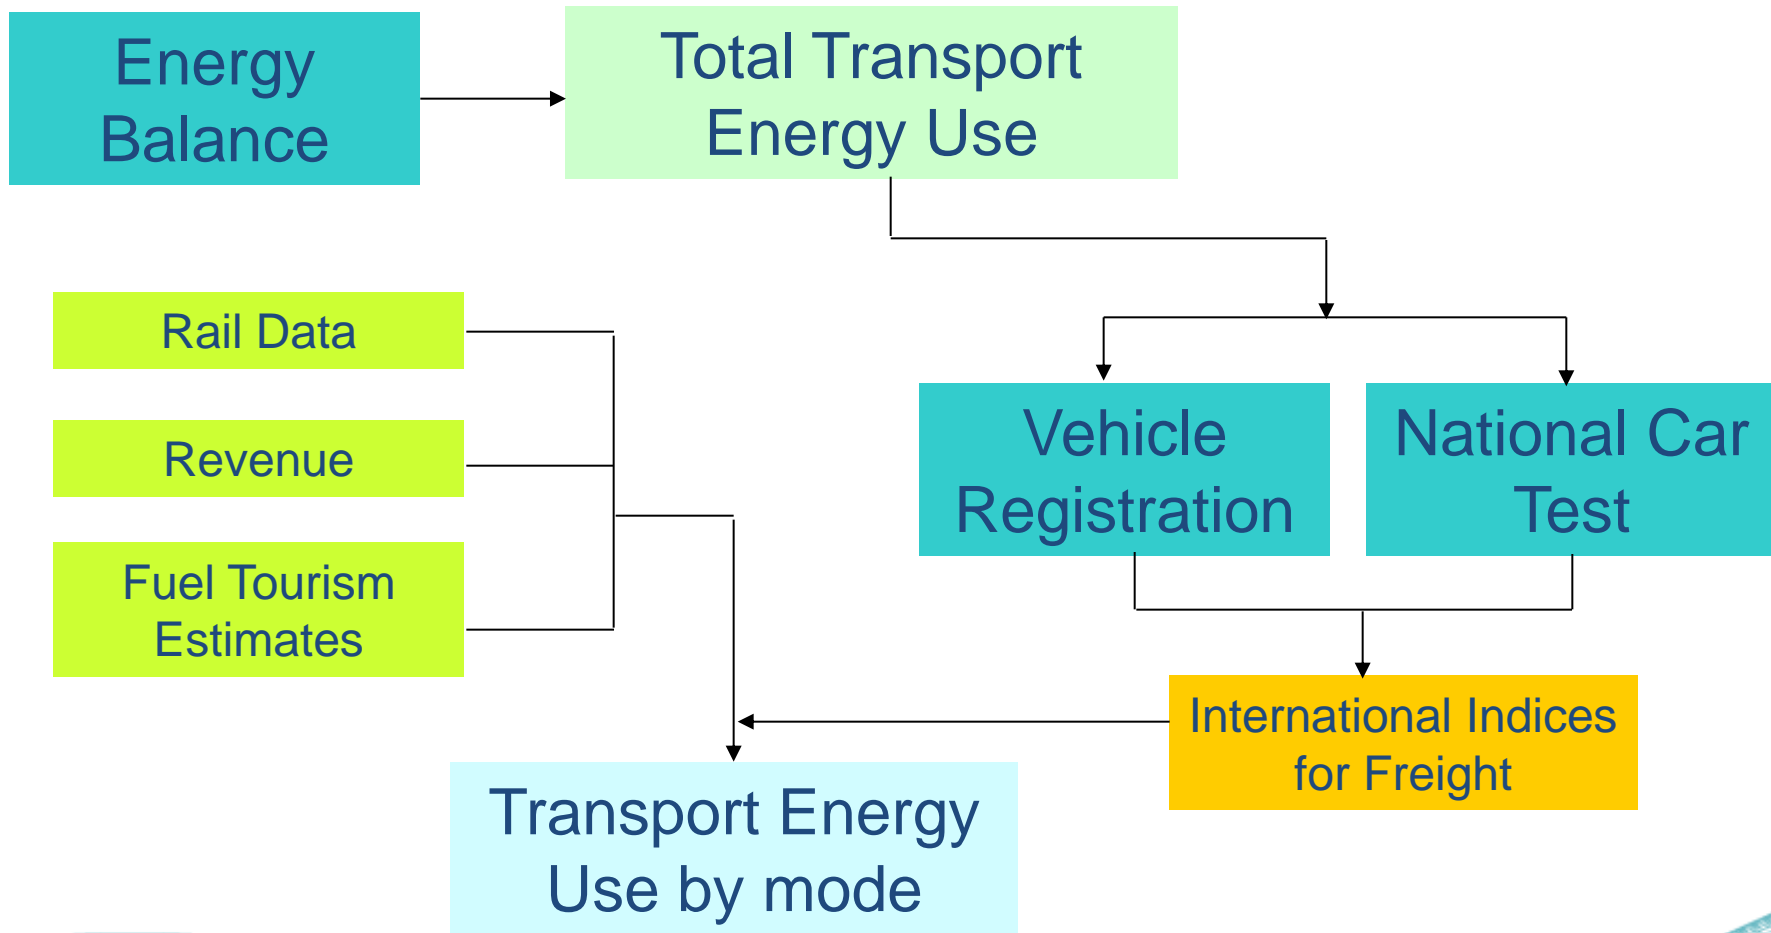 Energy
Balance
Total Transport
Energy Use
Rail Data
Revenue
Fuel Tourism
Estimates
Vehicle
Registration
National Car
Test
International Indices
for Freight
Transport Energy
Use by mode